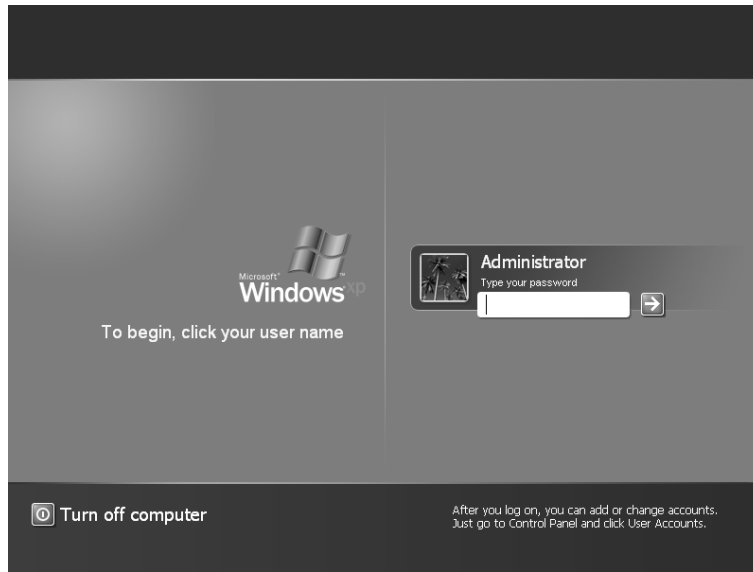 Microsoft®
Windows xp
™
To begin, click your user name
Administrator
Type your password
Turn off computer
After you log on, you can add or change accounts.
Just go to Control Panel and click User Accounts.